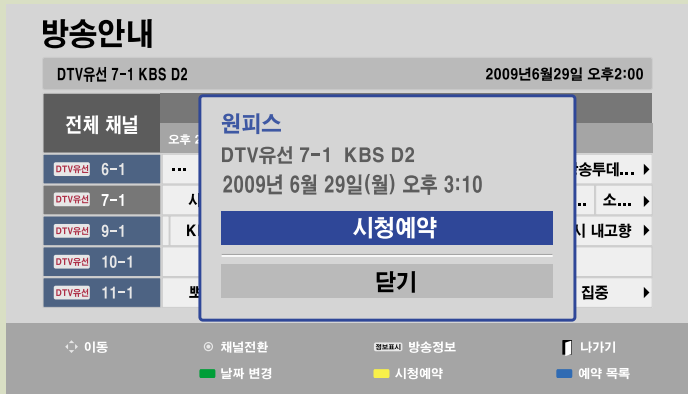 방송안내
DTV유선 7-1 KBS D2
2009년6월29일 오후2:00
전체 채널
오후 2
원피스
DTV유선 7-1 KBS D2
2009년 6월 29일(월) 오후 3:10
시청예약
닫기
DTV유선 6-1
...
송투데...
DTV유선 7-1
시
...
소...
DTV유선 9-1
시 내고향
DTV유선 10-1
DTV유선 11-1
뽀
집중
이동
채널전환
정보표시 방송정보
나가기
날짜 변경
시청예약
예약 목록